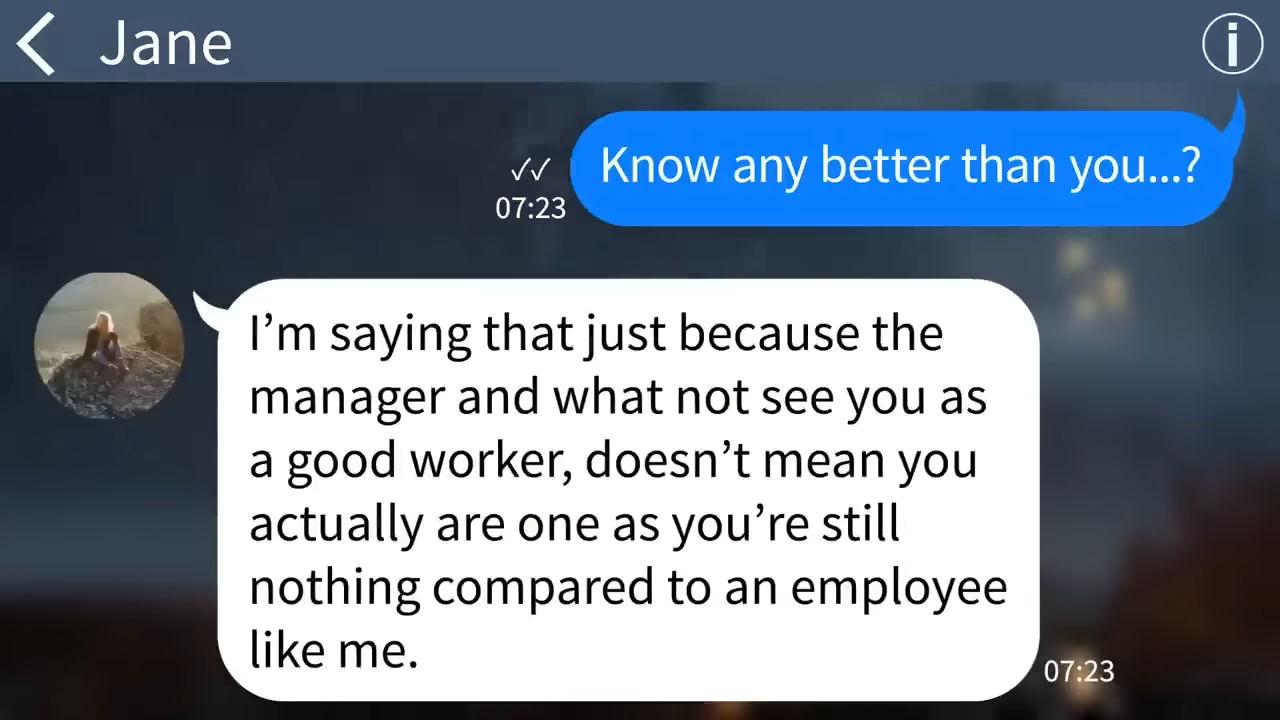 Jane
Know any better than you...?
07:23
I’m saying that just because the
manager and what not see you as
a good worker, doesn’t mean you
actually are one as you’re still
nothing compared to an employee
like me.
07:23